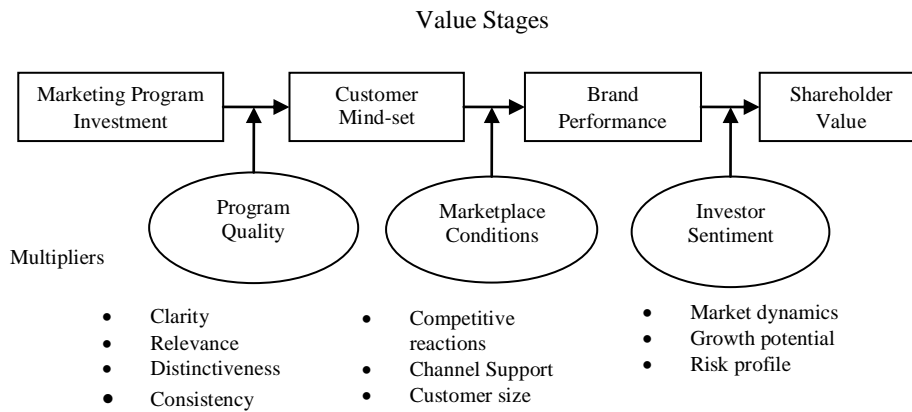 Value Stages
Marketing Program
Investment
Customer
Mind-set
Brand
Performance
Shareholder
Value
Program
Quality
Marketplace
Conditions
Investor
Sentiment
Multipliers
• Clarity
• Relevance
• Distinctiveness
• Consistency
• Competitive
reactions
• Channel Support
• Customer size
• Market dynamics
• Growth potential
• Risk profile